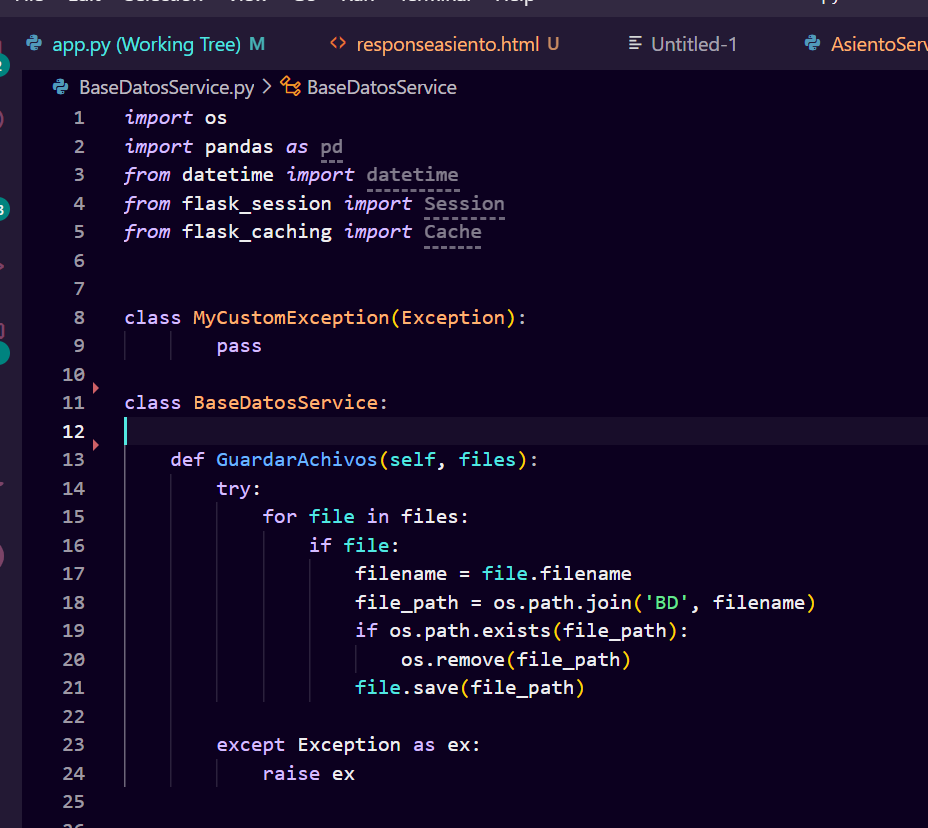 Terminal
app.py (Working Tree) M
responseasiento.html U
Untitled-1
BaseDatosService.py > BaseDatosService
1 import os
2 import pandas as pd
3 from datetime import datetime
4 from flask_session import Session
5 from flask_caching import Cache
6
7
8 class MyCustomException(Exception):
9 pass
10
11 class BaseDatosService:
12
13 def GuardarAchivos(self, files):
14 try:
15 for file in files:
16 if file:
17 filename = file.filename
18 file_path = os.path.join('BD', filename)
19 if os.path.exists(file_path):
20 os.remove(file_path)
21 file.save(file_path)
22
23 except Exception as ex:
24 raise ex
25